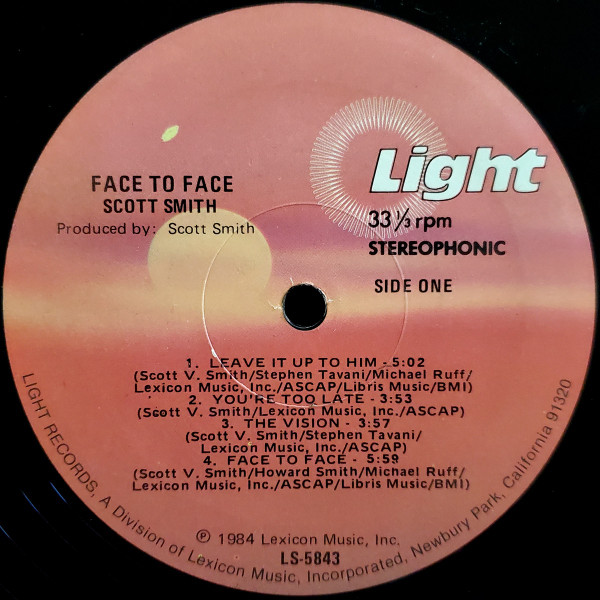 Light
33 ⅓ rpm
STEREOPHONIC
SIDE ONE
FACE TO FACE
SCOTT SMITH
Produced by: Scott Smith
1. LEAVE IT UP TO HIM - 5:02
(Scott V. Smith/Stephen Tavani/Michael Ruff/
Lexicon Music, Inc./ASCAP/Libris Music/BMI)
2. YOU'RE TOO LATE - 3:53
(Scott V. Smith/Lexicon Music, Inc./ASCAP)
3. THE VISION - 3:57
(Scott V. Smith/Stephen Tavani/
Lexicon Music, Inc./ASCAP)
4. FACE TO FACE - 5:59
(Scott V. Smith/Howard Smith/Michael Ruff/
Lexicon Music, Inc./ASCAP/Libris Music/BMI)
℗ 1984 Lexicon Music, Inc.
LS-5843
LIGHT RECORDS, A Division of Lexicon Music, Incorporated, Newbury Park, California 91320